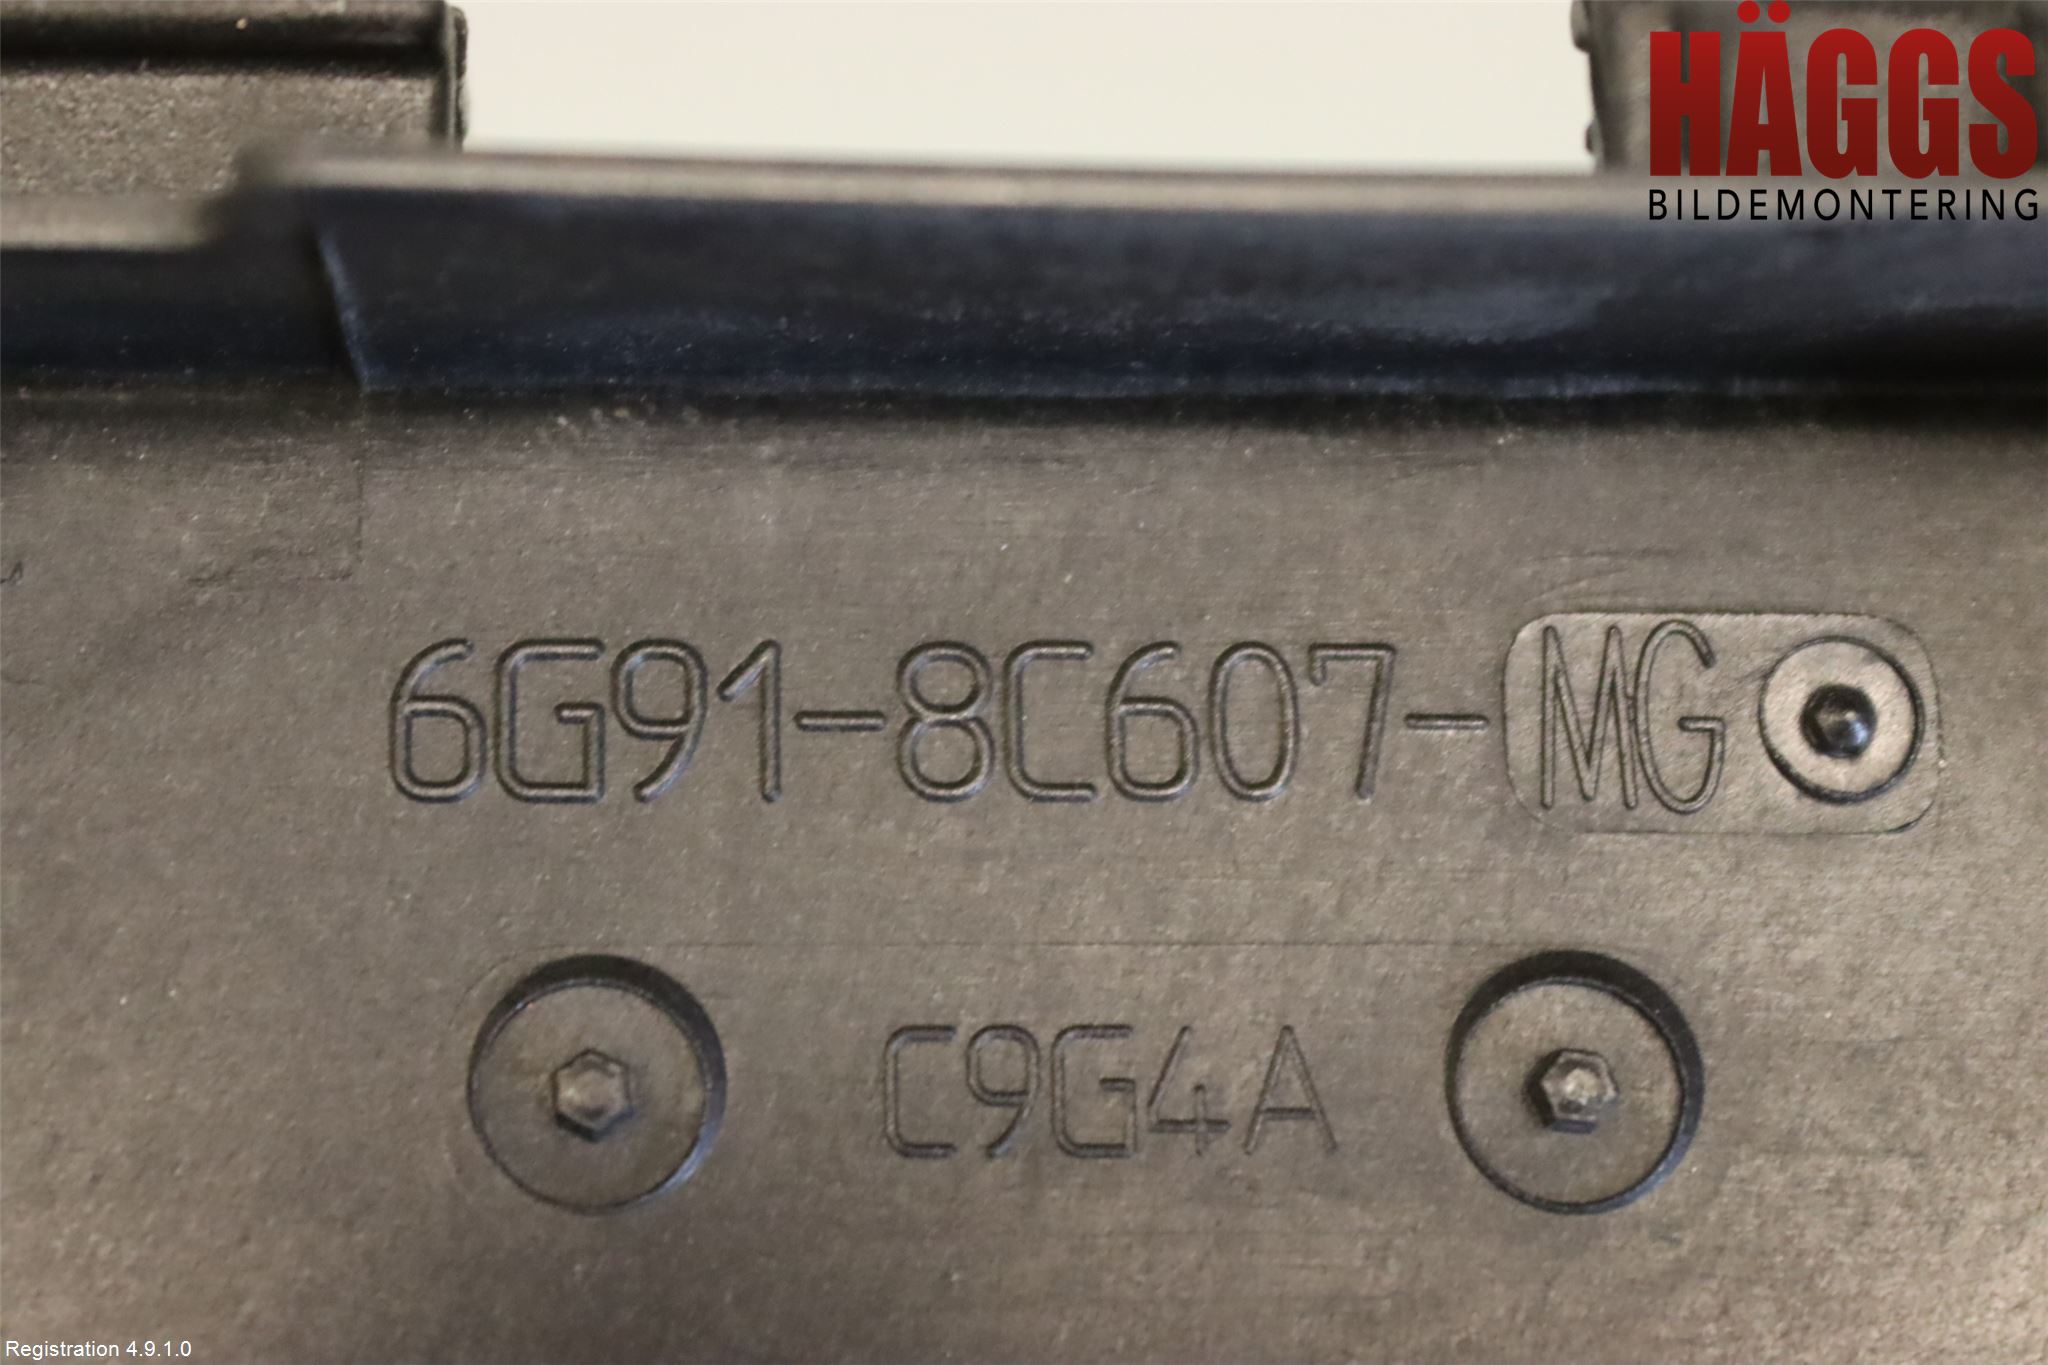 HÄGGS
BILDEMONTERING
6G91-8C607-MG
C9G4A
Registration 4.9.1.0